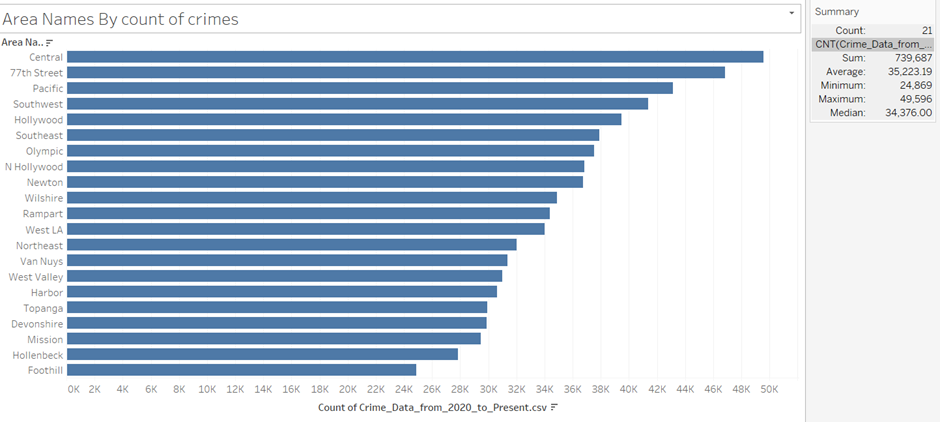 Area Names By count of crimes
Area Na..
Central
77th Street
Pacific
Southwest
Hollywood
Southeast
Olympic
N Hollywood
Newton
Wilshire
Rampart
West LA
Northeast
Van Nuys
West Valley
Harbor
Topanga
Devonshire
Mission
Hollenbeck
Foothill
0K 2K 4K 6K 8K 10K 12K 14K 16K 18K 20K 22K 24K 26K 28K 30K 32K 34K 36K 38K 40K 42K 44K 46K 48K 50K
Count of Crime_Data_from_2020_to_Present.csv
Summary
Count: 21
CNT(Crime_Data_from_...
Sum: 739,687
Average: 35,223.19
Minimum: 24,869
Maximum: 49,596
Median: 34,376.00